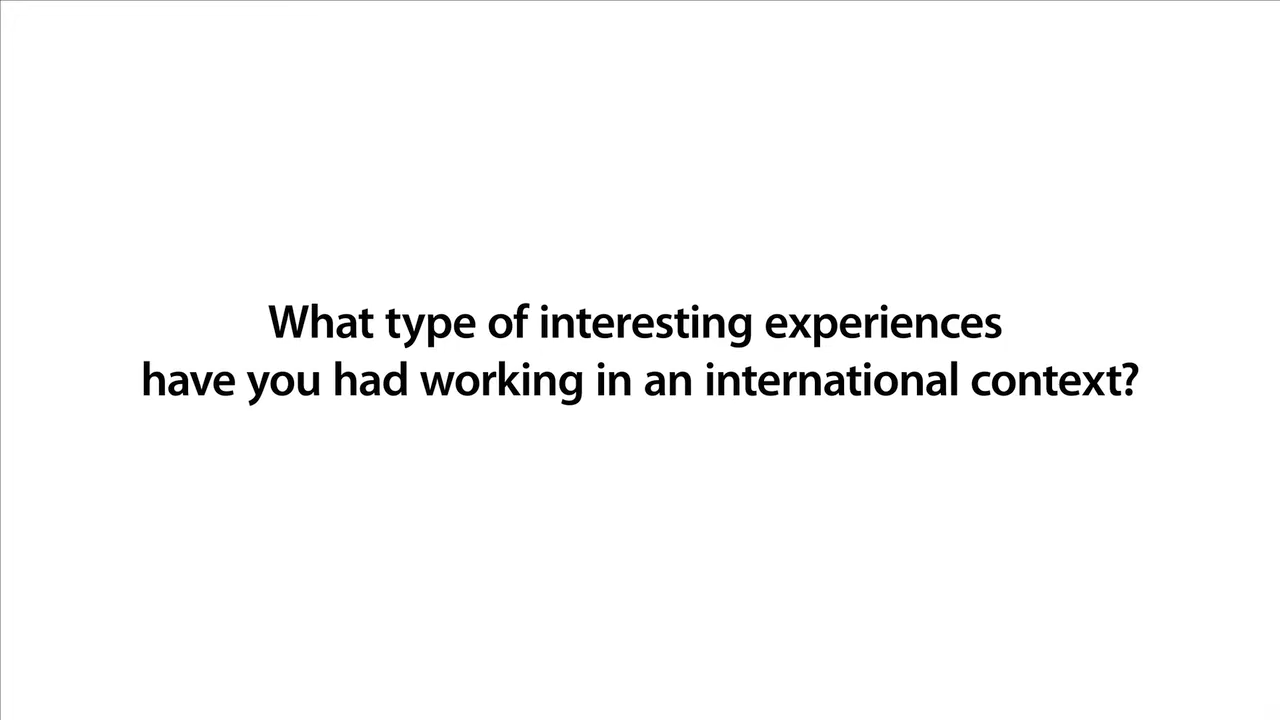 What type of interesting experiences
have you had working in an international context?